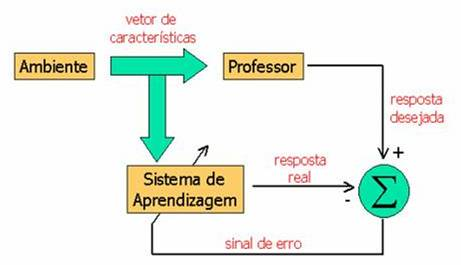 vetor de
características
Ambiente
Professor
resposta
desejada
+
Sistema de
Aprendizagem
resposta
real
-
Σ
sinal de erro